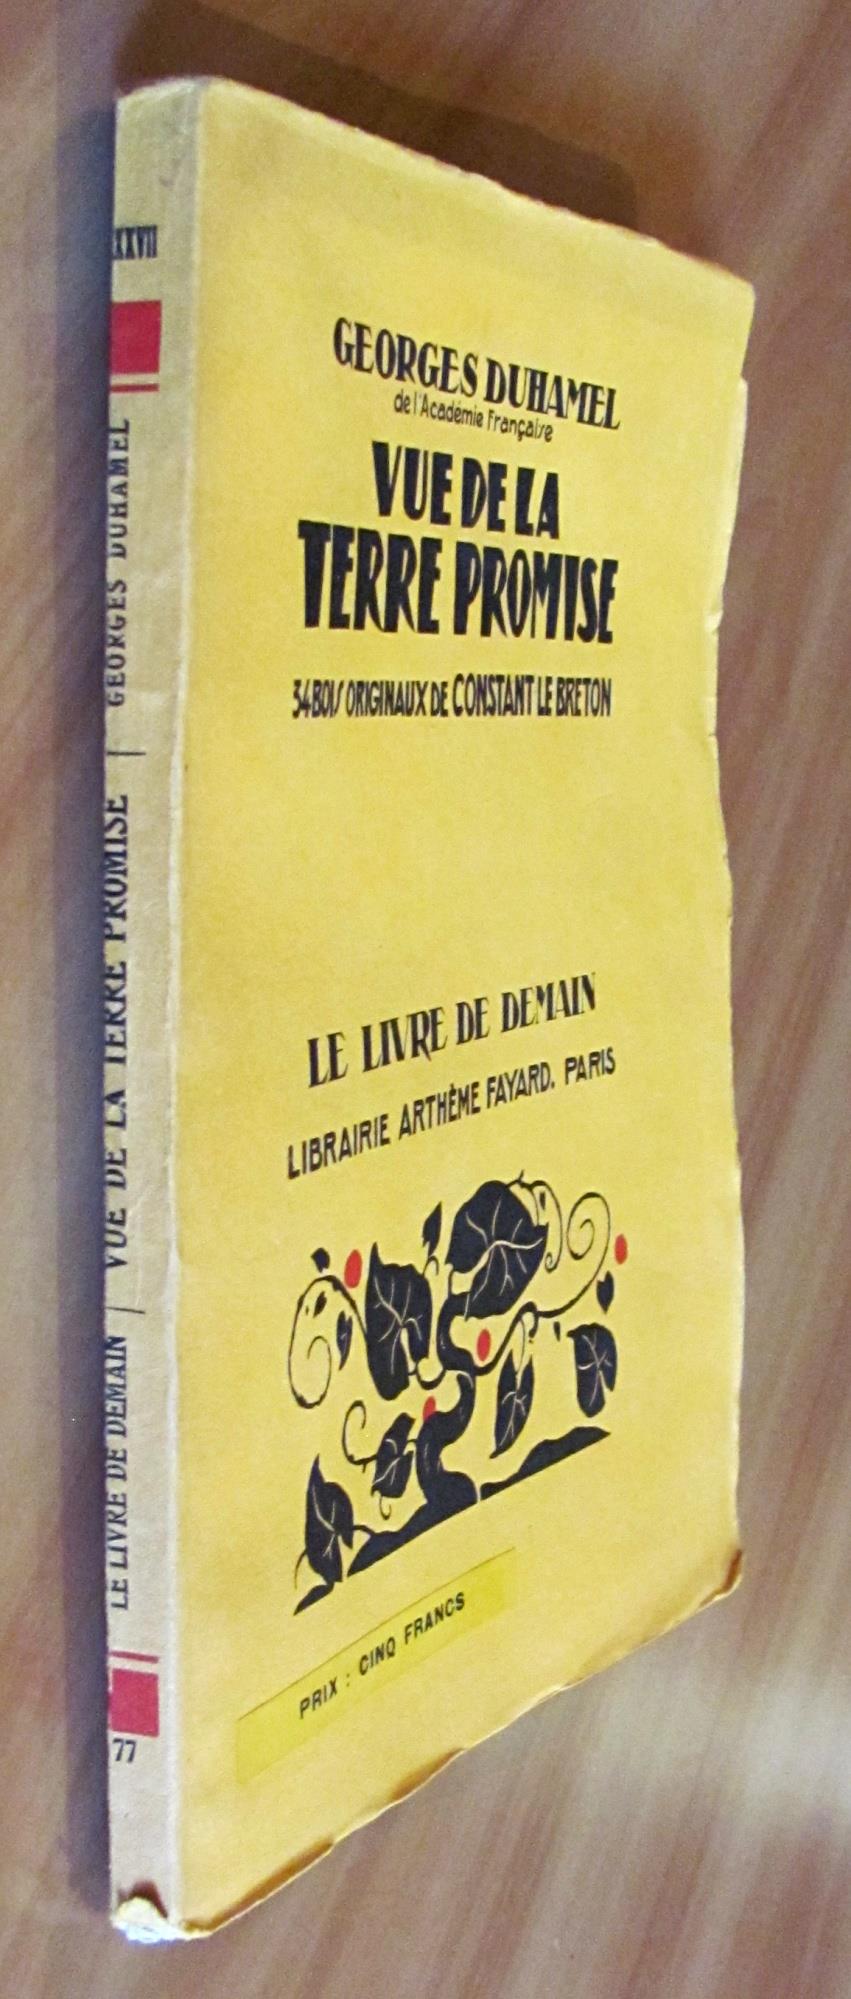 GEORGES DUHAMEL
de l'Académie Française
VUE DE LA
TERRE PROMISE
34 BOIS ORIGINAUX DE CONSTANT LE BRETON
LE LIVRE DE DEMAIN
LIBRAIRIE ARTHÈME FAYARD. PARIS
PRIX : CINQ FRANCS
XXVII
LE LIVRE DE DEMAIN / VUE DE LA TERRE PROMISE / GEORGES DUHAMEL
77